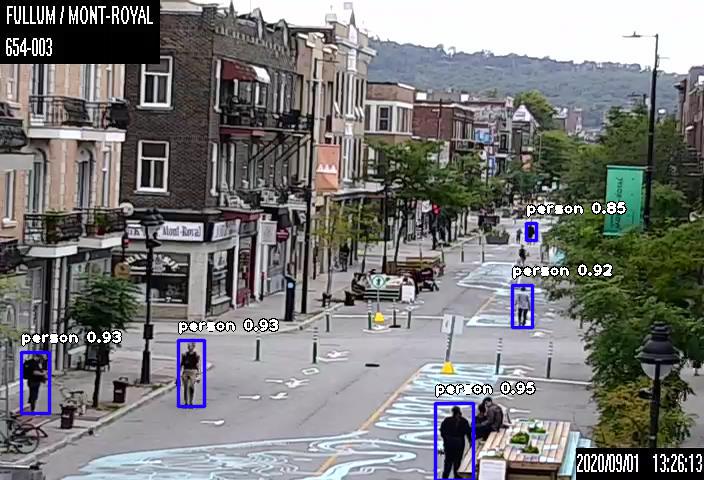 FULLUM / MONT-ROYAL
654-003
person 0.85
person 0.92
person 0.93
person 0.93
person 0.95
Mont-Royal
2020/09/01 13:26:13